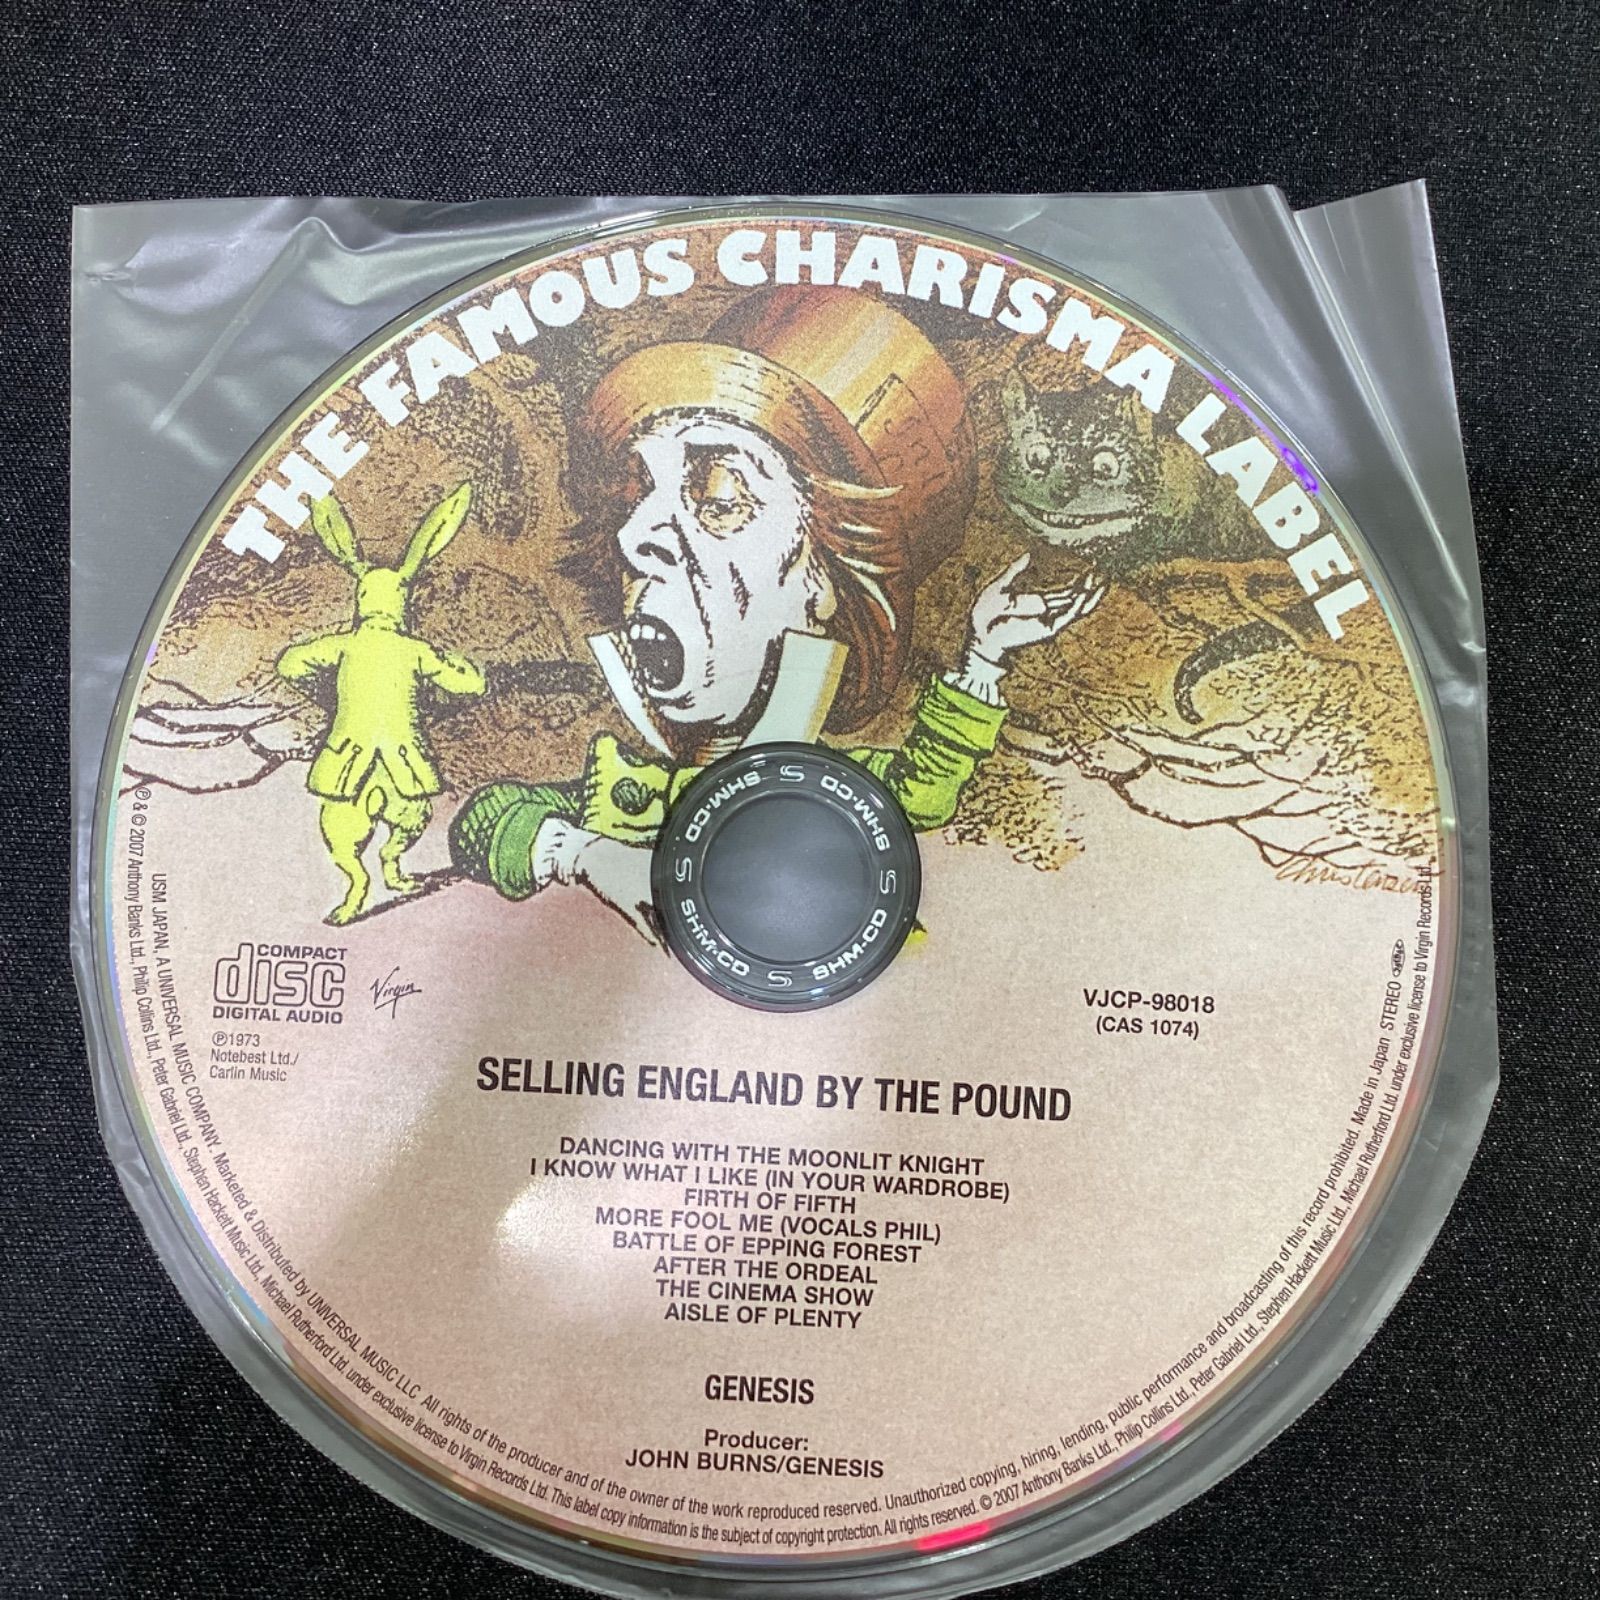 THE FAMOUS CHARISMA LABEL
Christensen
SHM-CD S SHM-CD S SHM-CD S SHM-CD S
COMPACT
disc
DIGITAL AUDIO
Virgin
VJCP-98018
(CAS 1074)
℗1973
Notebest Ltd./
Carlin Music
SELLING ENGLAND BY THE POUND
DANCING WITH THE MOONLIT KNIGHT
I KNOW WHAT I LIKE (IN YOUR WARDROBE)
FIRTH OF FIFTH
MORE FOOL ME (VOCALS PHIL)
BATTLE OF EPPING FOREST
AFTER THE ORDEAL
THE CINEMA SHOW
AISLE OF PLENTY
GENESIS
Producer:
JOHN BURNS/GENESIS
USM JAPAN, A UNIVERSAL MUSIC COMPANY. Marketed & Distributed by UNIVERSAL MUSIC LLC All rights of the producer and of the owner of the work reproduced reserved. Unauthorized copying, hiring, lending, public performance and broadcasting of this record prohibited. Made in Japan STEREO
℗ & © 2007 Anthony Banks Ltd., Phillip Collins Ltd., Peter Gabriel Ltd., Stephen Hackett Music Ltd., Michael Rutherford Ltd. under exclusive license to Virgin Records Ltd. This label copy information is the subject of copyright protection. All rights reserved. © 2007 Anthony Banks Ltd., Phillip Collins Ltd., Peter Gabriel Ltd., Stephen Hackett Music Ltd., Michael Rutherford Ltd. under exclusive license to Virgin Records Ltd.